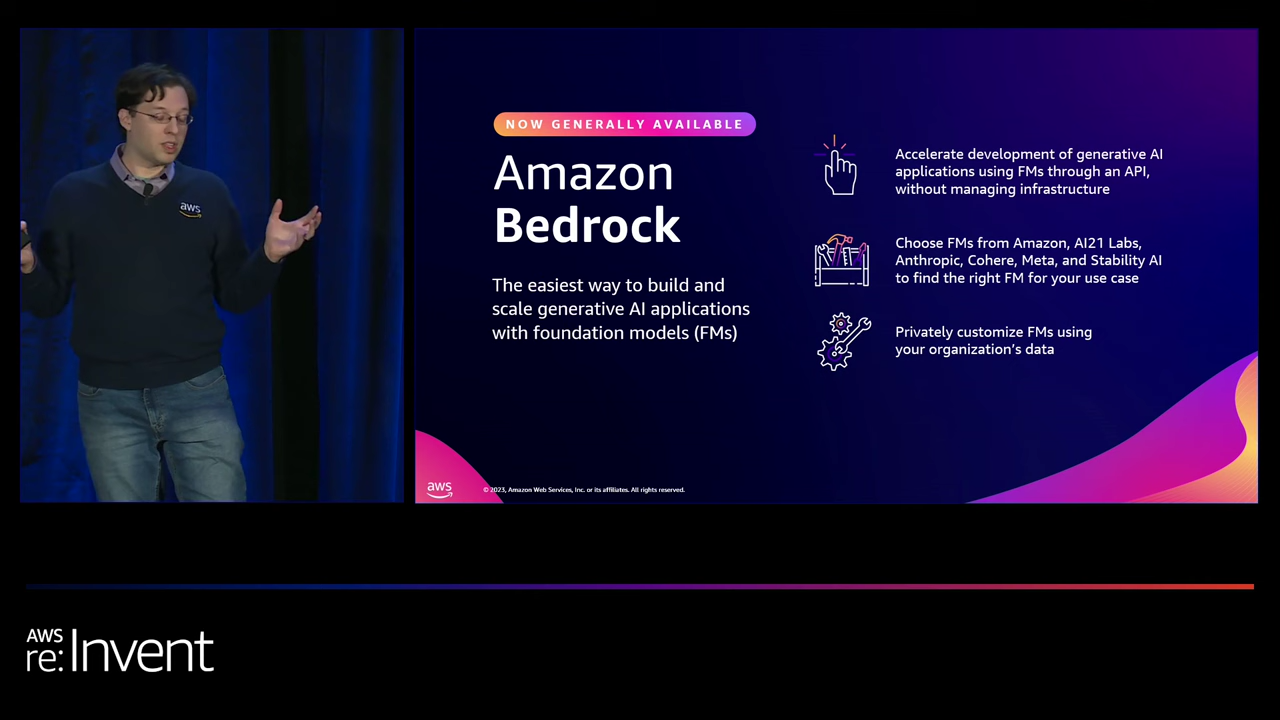 aws
NOW GENERALLY AVAILABLE
Amazon
Bedrock
The easiest way to build and
scale generative AI applications
with foundation models (FMs)
Accelerate development of generative AI
applications using FMs through an API,
without managing infrastructure
Choose FMs from Amazon, AI21 Labs,
Anthropic, Cohere, Meta, and Stability AI
to find the right FM for your use case
Privately customize FMs using
your organization’s data
aws
© 2023, Amazon Web Services, Inc. or its affiliates. All rights reserved.
AWS
re:Invent